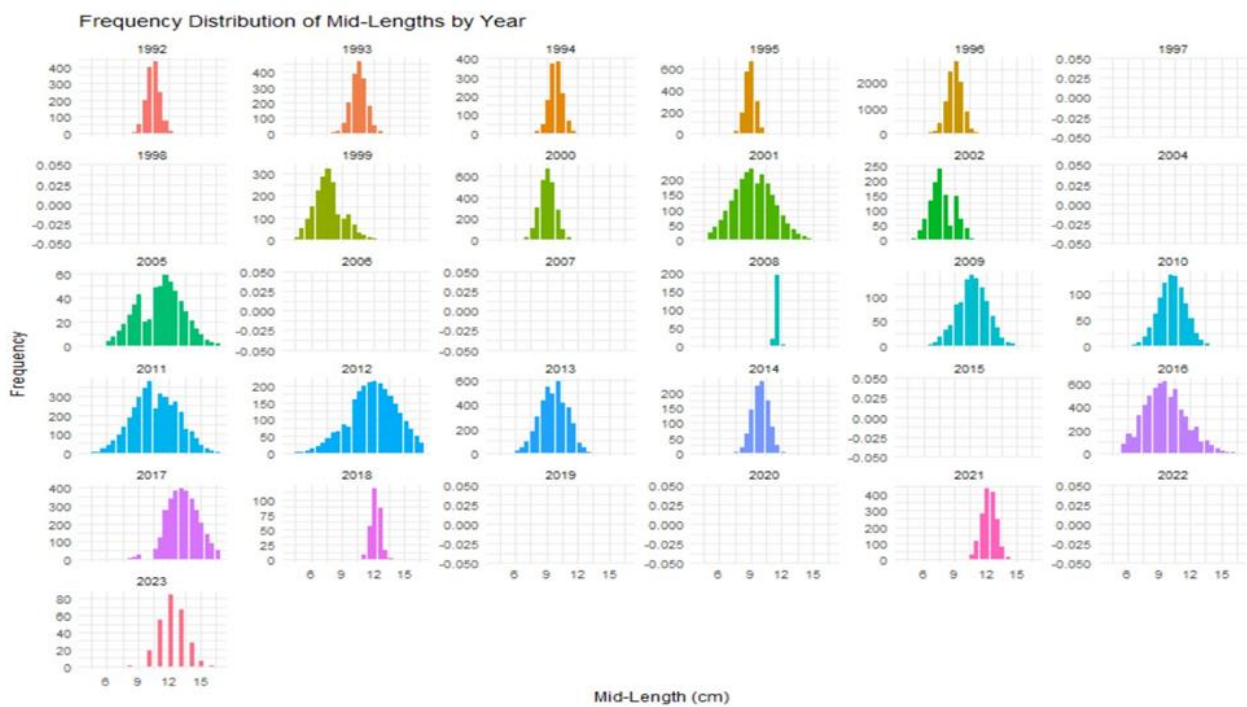 Frequency Distribution of Mid-Lengths by Year
1992 1993 1994 1995 1996 1997
400 300 200 100 0
400 300 200 100 0
400 300 200 100 0
600 400 200 0
2000 1000 0
0.050 0.025 0.000 -0.025 -0.050
1998 1999 2000 2001 2002 2004
0.050 0.025 0.000 -0.025 -0.050
300 200 100 0
600 400 200 0
200 150 100 50 0
250 200 150 100 50 0
0.050 0.025 0.000 -0.025 -0.050
2005 2006 2007 2008 2009 2010
60 40 20 0
0.050 0.025 0.000 -0.025 -0.050
0.050 0.025 0.000 -0.025 -0.050
200 150 100 50 0
100 50 0
100 50 0
Frequency
2011 2012 2013 2014 2015 2016
300 200 100 0
200 150 100 50 0
600 400 200 0
200 150 100 50 0
0.050 0.025 0.000 -0.025 -0.050
600 400 200 0
2017 2018 2019 2020 2021 2022
400 300 200 100 0
100 75 50 25 0
0.050 0.025 0.000 -0.025 -0.050
0.050 0.025 0.000 -0.025 -0.050
400 300 200 100 0
0.050 0.025 0.000 -0.025 -0.050
6 9 12 15 6 9 12 15 6 9 12 15 6 9 12 15 6 9 12 15
2023
80 60 40 20 0
6 9 12 15
Mid-Length (cm)